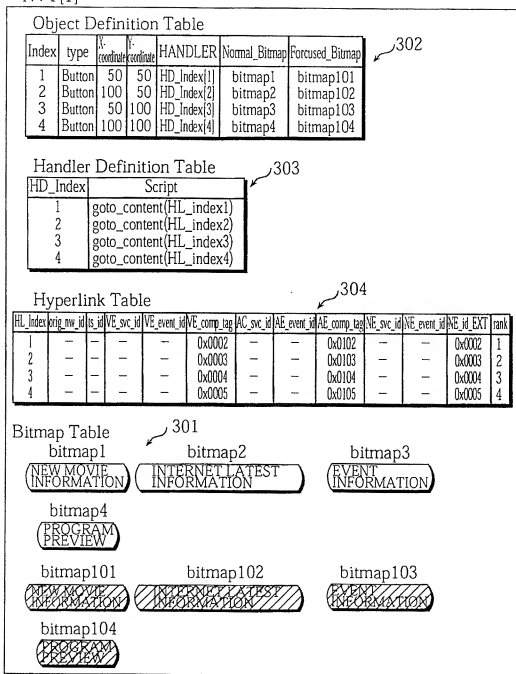 Object Definition Table
302
Index type X-coordinate Y-coordinate HANDLER Normal_Bitmap Forcused_Bitmap
1 Button 50 50 HD_Index[1] bitmap1 bitmap101
2 Button 100 50 HD_Index[2] bitmap2 bitmap102
3 Button 50 100 HD_Index[3] bitmap3 bitmap103
4 Button 100 100 HD_Index[4] bitmap4 bitmap104
Handler Definition Table
303
HD_Index Script
1 goto_content(HL_index1)
2 goto_content(HL_index2)
3 goto_content(HL_index3)
4 goto_content(HL_index4)
304
Hyperlink Table
HL_Index orig_nw_id ts_id VE_svc_id VE_event_id VE_comp_tag AC_svc_id AE_event_id AE_comp_tag NE_svc_id NE_event_id NE_id_EXT rank
1 — — — — 0x0002 — — 0x0102 — — 0x0002 1
2 — — — — 0x0003 — — 0x0103 — — 0x0003 2
3 — — — — 0x0004 — — 0x0104 — — 0x0004 3
4 — — — — 0x0005 — — 0x0105 — — 0x0005 4
Bitmap Table
301
bitmap1 bitmap2 bitmap3
NEW MOVIE INTERNET LATEST EVENT
INFORMATION INFORMATION INFORMATION
bitmap4
PROGRAM
PREVIEW
bitmap101 bitmap102 bitmap103
NEW MOVIE INTERNET LATEST EVENT
INFORMATION INFORMATION INFORMATION
bitmap104
PROGRAM
PREVIEW